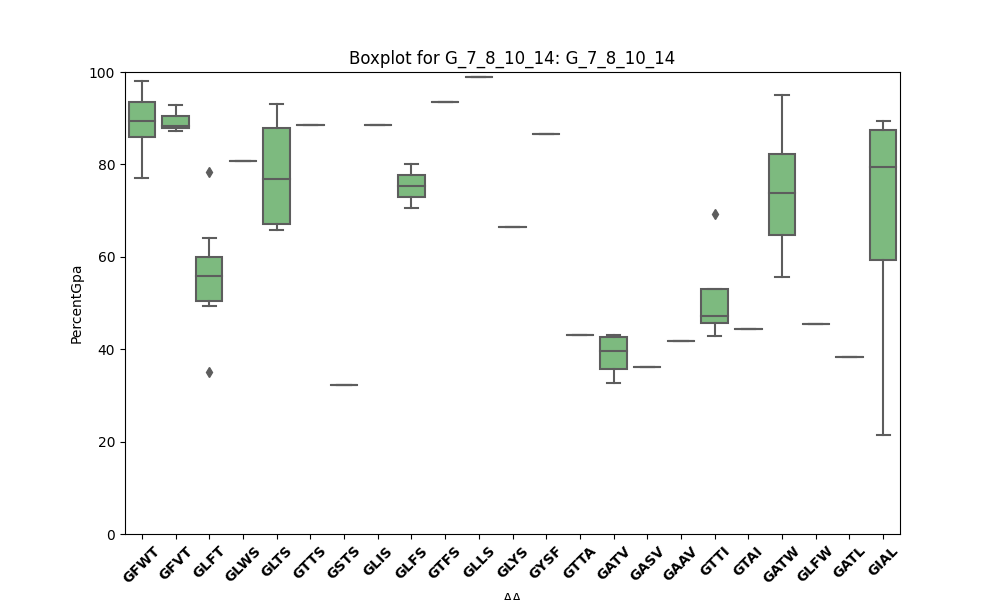 Boxplot for G_7_8_10_14: G_7_8_10_14
100
80
60
40
20
0
PercentGpa
GFWT GFVT GLFT GLWS GLTS GTTS GSTS GLIS GLFS GTFS GLLS GLYS GYSF GTTA GATV GASV GAAV GTTI GTAI GATW GLFW GATL GIAL
AA